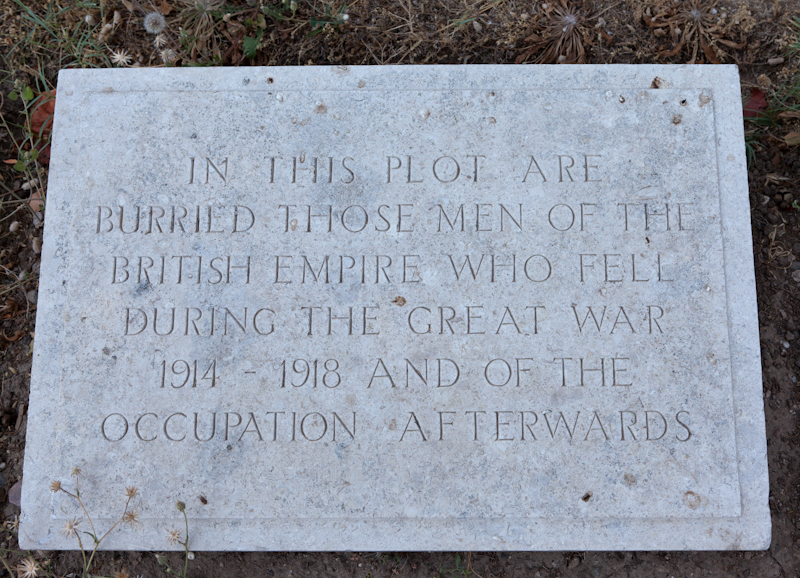 IN THIS PLOT ARE
BURRIED THOSE MEN OF THE
BRITISH EMPIRE WHO FELL
DURING THE GREAT WAR
1914 - 1918 AND OF THE
OCCUPATION AFTERWARDS